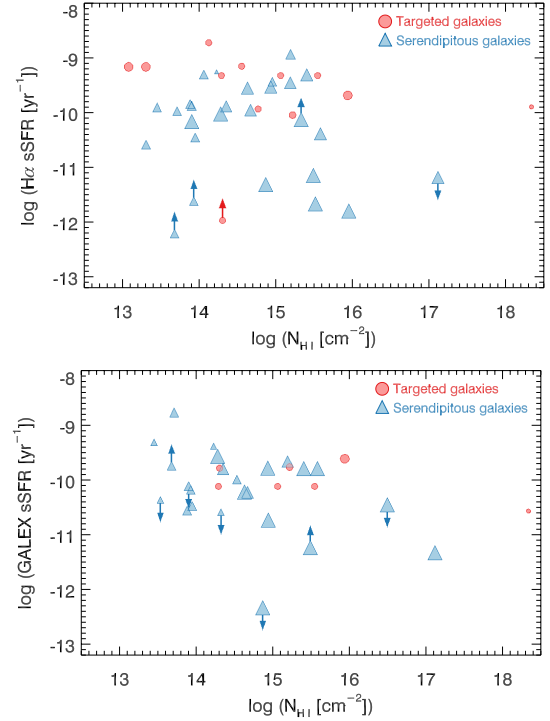 -8
Targeted galaxies
Serendipitous galaxies
-9
-10
-11
-12
-13
log (Hα sSFR [yr⁻¹])
13 14 15 16 17 18
log (N_H I [cm⁻²])
-8
Targeted galaxies
Serendipitous galaxies
-9
-10
-11
-12
-13
log (GALEX sSFR [yr⁻¹])
13 14 15 16 17 18
log (N_H I [cm⁻²])